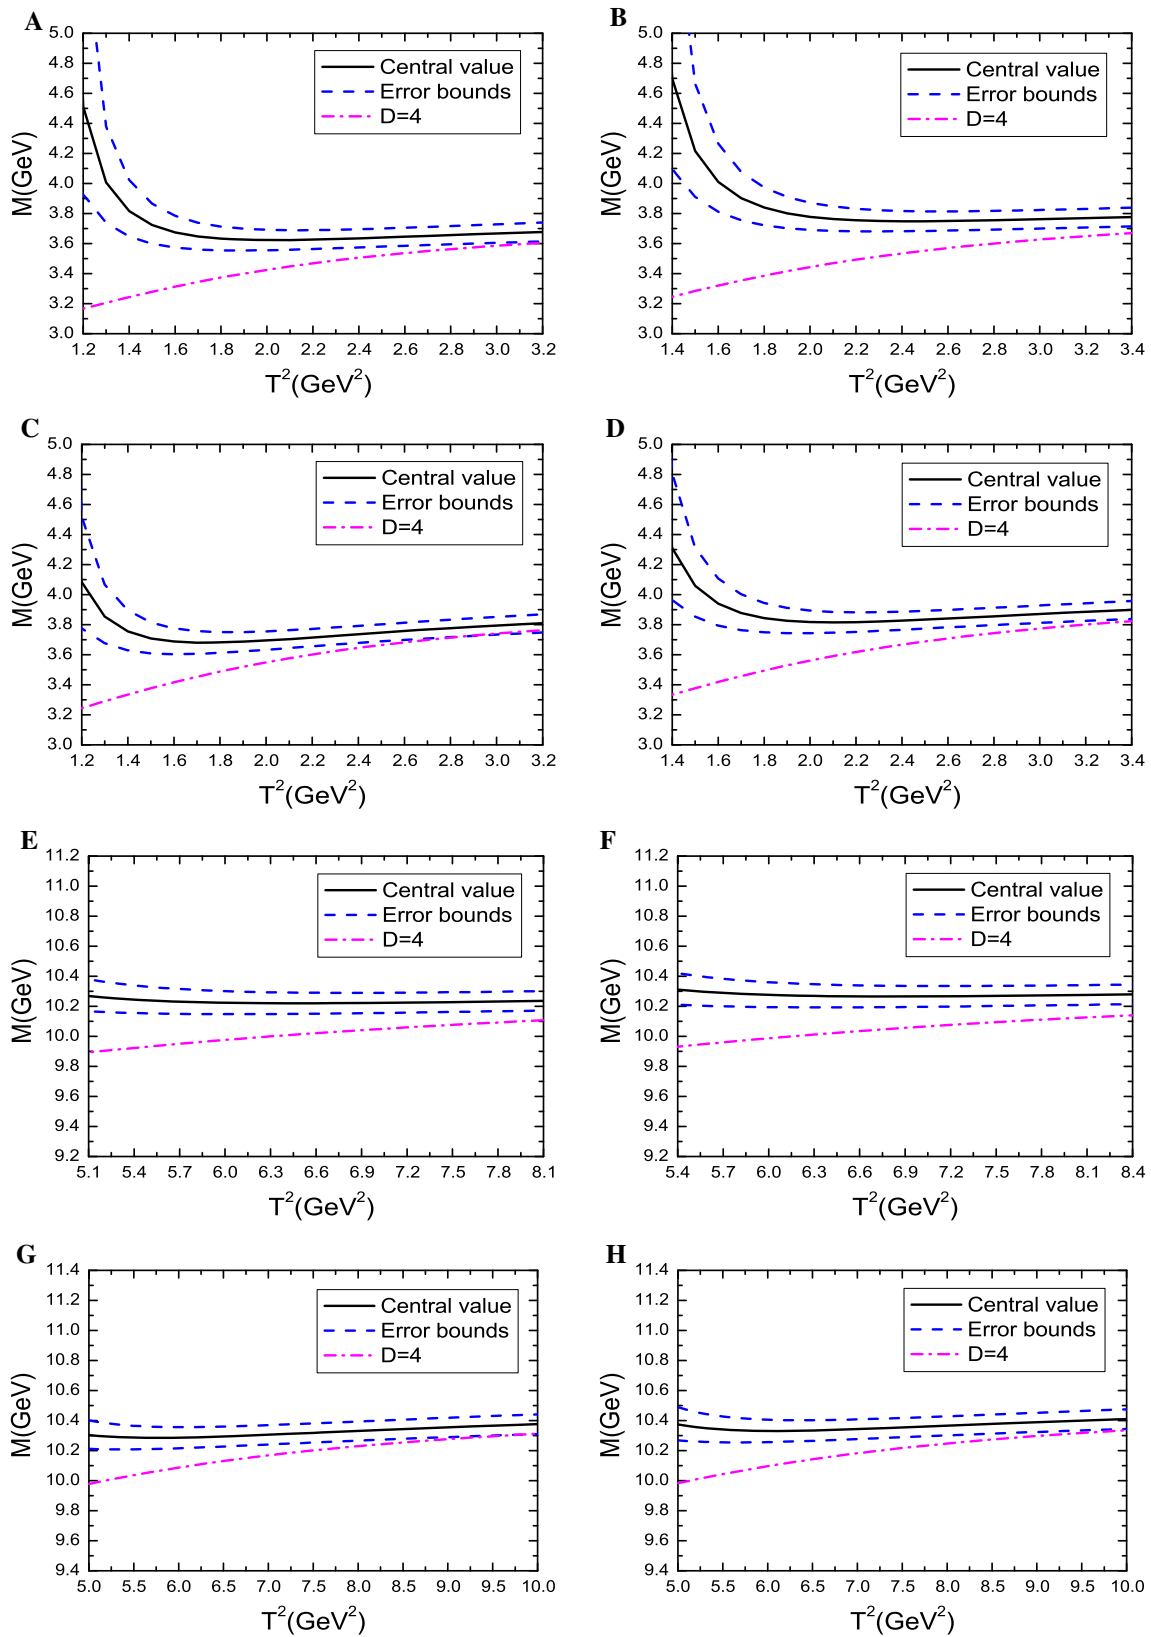 A
5.0
4.8
4.6
4.4
4.2
4.0
3.8
3.6
3.4
3.2
3.0
M(GeV)
Central value
Error bounds
D=4
1.2 1.4 1.6 1.8 2.0 2.2 2.4 2.6 2.8 3.0 3.2
T²(GeV²)
B
5.0
4.8
4.6
4.4
4.2
4.0
3.8
3.6
3.4
3.2
3.0
M(GeV)
Central value
Error bounds
D=4
1.4 1.6 1.8 2.0 2.2 2.4 2.6 2.8 3.0 3.2 3.4
T²(GeV²)
C
5.0
4.8
4.6
4.4
4.2
4.0
3.8
3.6
3.4
3.2
3.0
M(GeV)
Central value
Error bounds
D=4
1.2 1.4 1.6 1.8 2.0 2.2 2.4 2.6 2.8 3.0 3.2
T²(GeV²)
D
5.0
4.8
4.6
4.4
4.2
4.0
3.8
3.6
3.4
3.2
3.0
M(GeV)
Central value
Error bounds
D=4
1.4 1.6 1.8 2.0 2.2 2.4 2.6 2.8 3.0 3.2 3.4
T²(GeV²)
E
11.2
11.0
10.8
10.6
10.4
10.2
10.0
9.8
9.6
9.4
9.2
M(GeV)
Central value
Error bounds
D=4
5.1 5.4 5.7 6.0 6.3 6.6 6.9 7.2 7.5 7.8 8.1
T²(GeV²)
F
11.2
11.0
10.8
10.6
10.4
10.2
10.0
9.8
9.6
9.4
9.2
M(GeV)
Central value
Error bounds
D=4
5.4 5.7 6.0 6.3 6.6 6.9 7.2 7.5 7.8 8.1 8.4
T²(GeV²)
G
11.4
11.2
11.0
10.8
10.6
10.4
10.2
10.0
9.8
9.6
9.4
M(GeV)
Central value
Error bounds
D=4
5.0 5.5 6.0 6.5 7.0 7.5 8.0 8.5 9.0 9.5 10.0
T²(GeV²)
H
11.4
11.2
11.0
10.8
10.6
10.4
10.2
10.0
9.8
9.6
9.4
M(GeV)
Central value
Error bounds
D=4
5.0 5.5 6.0 6.5 7.0 7.5 8.0 8.5 9.0 9.5 10.0
T²(GeV²)